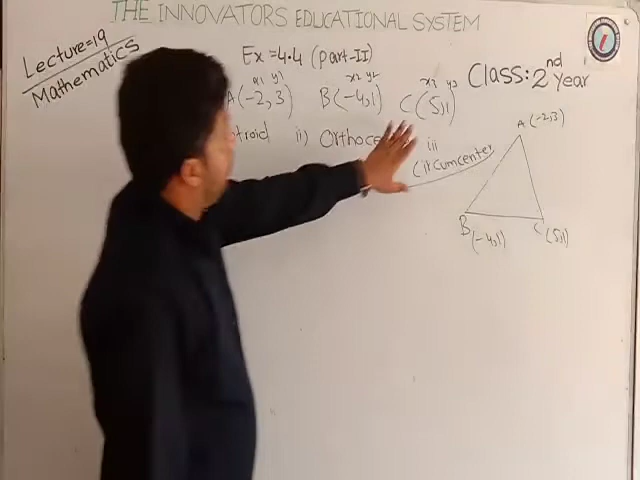 THE INNOVATORS EDUCATIONAL SYSTEM
Lecture=19
Mathematics
Ex =4.4 (part-II)
Class: 2nd year
x1 y1 x2 y2 x3 y3
A(-2,3) B(-4,1) C(5,1)
troid ii) Orthoce iii
Circumcenter
A (-2,3)
B (-4,1) C (5,1)